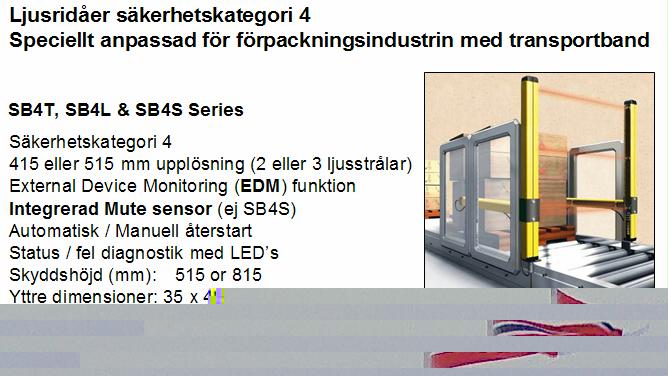 Ljusridåer säkerhetskategori 4
Speciellt anpassad för förpackningsindustrin med transportband
SB4T, SB4L & SB4S Series
Säkerhetskategori 4
415 eller 515 mm upplösning (2 eller 3 ljusstrålar)
External Device Monitoring (EDM) funktion
Integrerad Mute sensor (ej SB4S)
Automatisk / Manuell återstart
Status / fel diagnostik med LED's
Skyddshöjd (mm): 515 or 815
Yttre dimensioner: 35 x